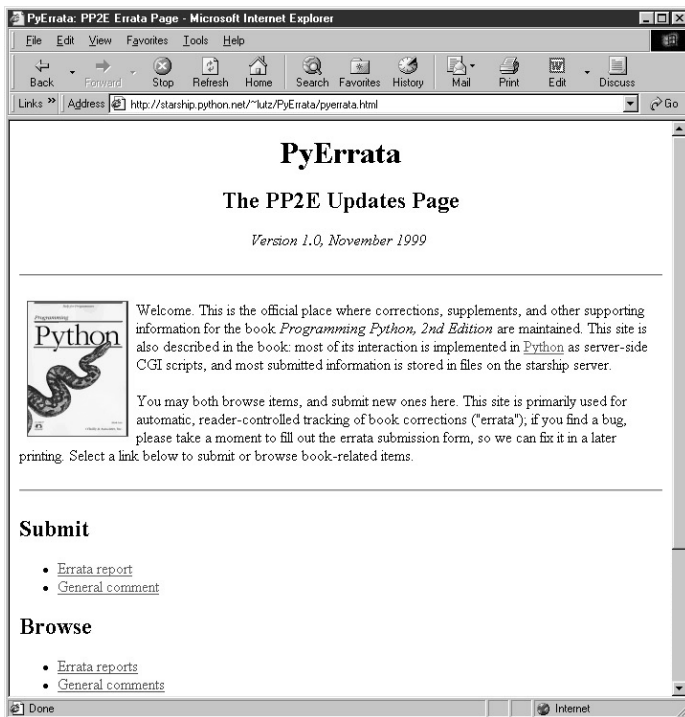 PyErrata: PP2E Errata Page - Microsoft Internet Explorer
File Edit View Favorites Tools Help
Back Forward Stop Refresh Home Search Favorites History Mail Print Edit Discuss
Links » Address http://starship.python.net/~lutz/PyErrata/pyerrata.html Go
PyErrata
The PP2E Updates Page
Version 1.0, November 1999
Programming
Python
Welcome. This is the official place where corrections, supplements, and other supporting
information for the book Programming Python, 2nd Edition are maintained. This site is
also described in the book: most of its interaction is implemented in Python as server-side
CGI scripts, and most submitted information is stored in files on the starship server.
You may both browse items, and submit new ones here. This site is primarily used for
automatic, reader-controlled tracking of book corrections ("errata"); if you find a bug,
please take a moment to fill out the errata submission form, so we can fix it in a later
printing. Select a link below to submit or browse book-related items.
Submit
• Errata report
• General comment
Browse
• Errata reports
• General comments
Done Internet